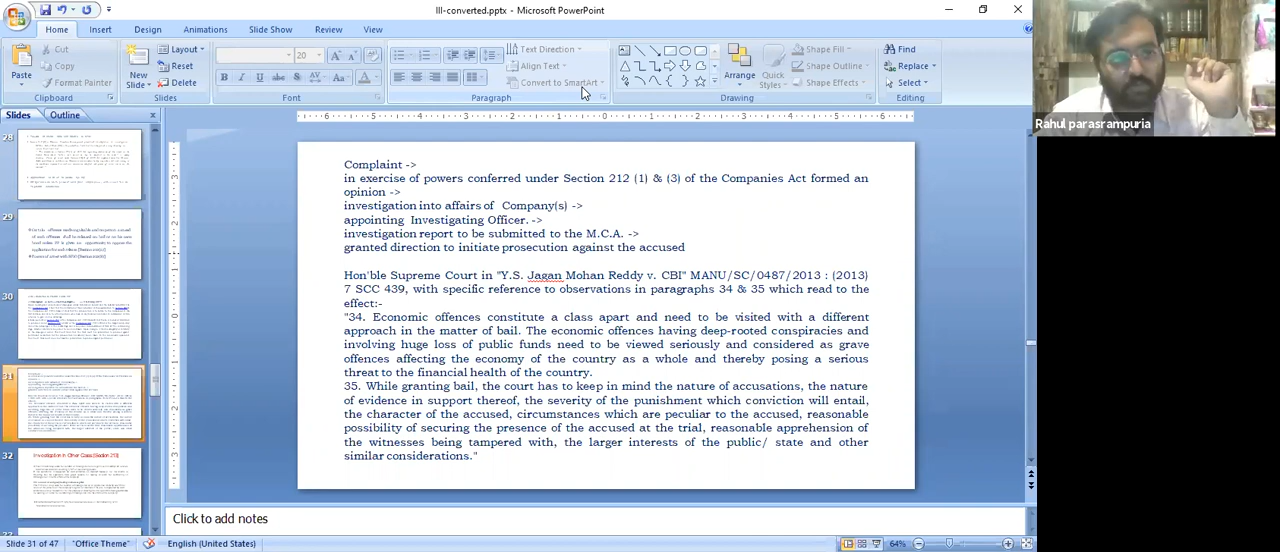 III-converted.pptx - Microsoft PowerPoint
Home Insert Design Animations Slide Show Review View
Cut
Copy
Format Painter
Paste
Clipboard
New
Slide
Layout
Reset
Delete
Slides
20
Font
Text Direction
Align Text
Convert to SmartArt
Paragraph
Arrange
Quick
Styles
Shape Fill
Shape Outline
Shape Effects
Drawing
Find
Replace
Select
Editing
Rahul parasrampuria
Slides Outline
28
29
30
31
32
Investigation in Other Cases [Section 213]
Complaint ->
in exercise of powers conferred under Section 212 (1) & (3) of the Companies Act formed an
opinion ->
investigation into affairs of Company(s) ->
appointing Investigating Officer. ->
investigation report to be submitted to the M.C.A. ->
granted direction to initiate prosecution against the accused
Hon'ble Supreme Court in "Y.S. Jagan Mohan Reddy v. CBI" MANU/SC/0487/2013 : (2013)
7 SCC 439, with specific reference to observations in paragraphs 34 & 35 which read to the
effect:-
34. Economic offences constitute a class apart and need to be visited with a different
approach in the matter of bail. The economic offences having deep-rooted conspiracies and
involving huge loss of public funds need to be viewed seriously and considered as grave
offences affecting the economy of the country as a whole and thereby posing a serious
threat to the financial health of the country.
35. While granting bail, the court has to keep in mind the nature of accusations, the nature
of evidence in support thereof, the severity of the punishment which conviction will entail,
the character of the accused, circumstances which are peculiar to the accused, reasonable
possibility of securing the presence of the accused at the trial, reasonable apprehension of
the witnesses being tampered with, the larger interests of the public/ state and other
similar considerations."
Click to add notes
Slide 31 of 47 "Office Theme" English (United States) 64%